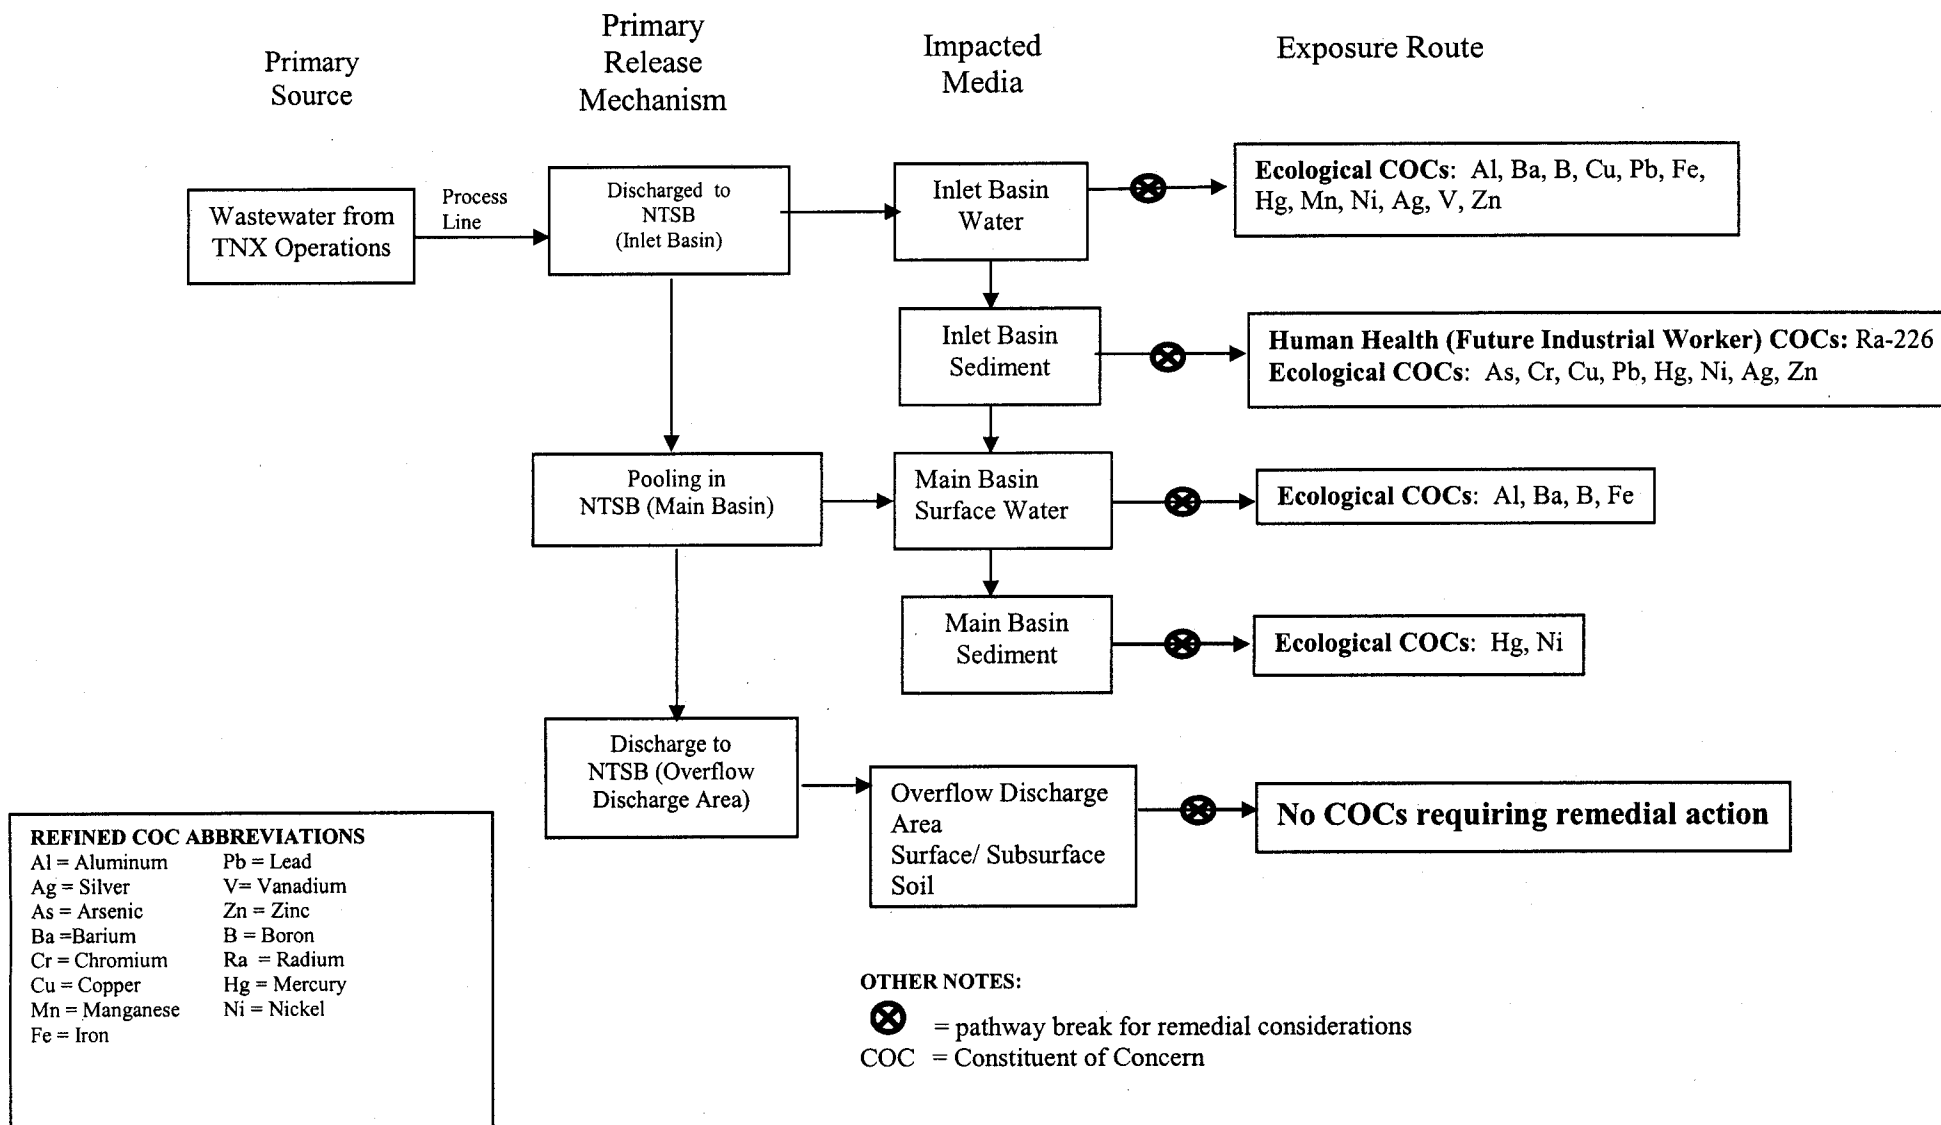 Primary
Source
Primary
Release
Mechanism
Impacted
Media
Exposure Route
Wastewater from
TNX Operations
Process
Line
Discharged to
NTSB
(Inlet Basin)
Inlet Basin
Water
Ecological COCs: Al, Ba, B, Cu, Pb, Fe,
Hg, Mn, Ni, Ag, V, Zn
Inlet Basin
Sediment
Human Health (Future Industrial Worker) COCs: Ra-226
Ecological COCs: As, Cr, Cu, Pb, Hg, Ni, Ag, Zn
Pooling in
NTSB (Main Basin)
Main Basin
Surface Water
Ecological COCs: Al, Ba, B, Fe
Main Basin
Sediment
Ecological COCs: Hg, Ni
Discharge to
NTSB (Overflow
Discharge Area)
Overflow Discharge
Area
Surface/ Subsurface
Soil
No COCs requiring remedial action
REFINED COC ABBREVIATIONS
Al = Aluminum Pb = Lead
Ag = Silver V= Vanadium
As = Arsenic Zn = Zinc
Ba =Barium B = Boron
Cr = Chromium Ra = Radium
Cu = Copper Hg = Mercury
Mn = Manganese Ni = Nickel
Fe = Iron
OTHER NOTES:
= pathway break for remedial considerations
COC = Constituent of Concern